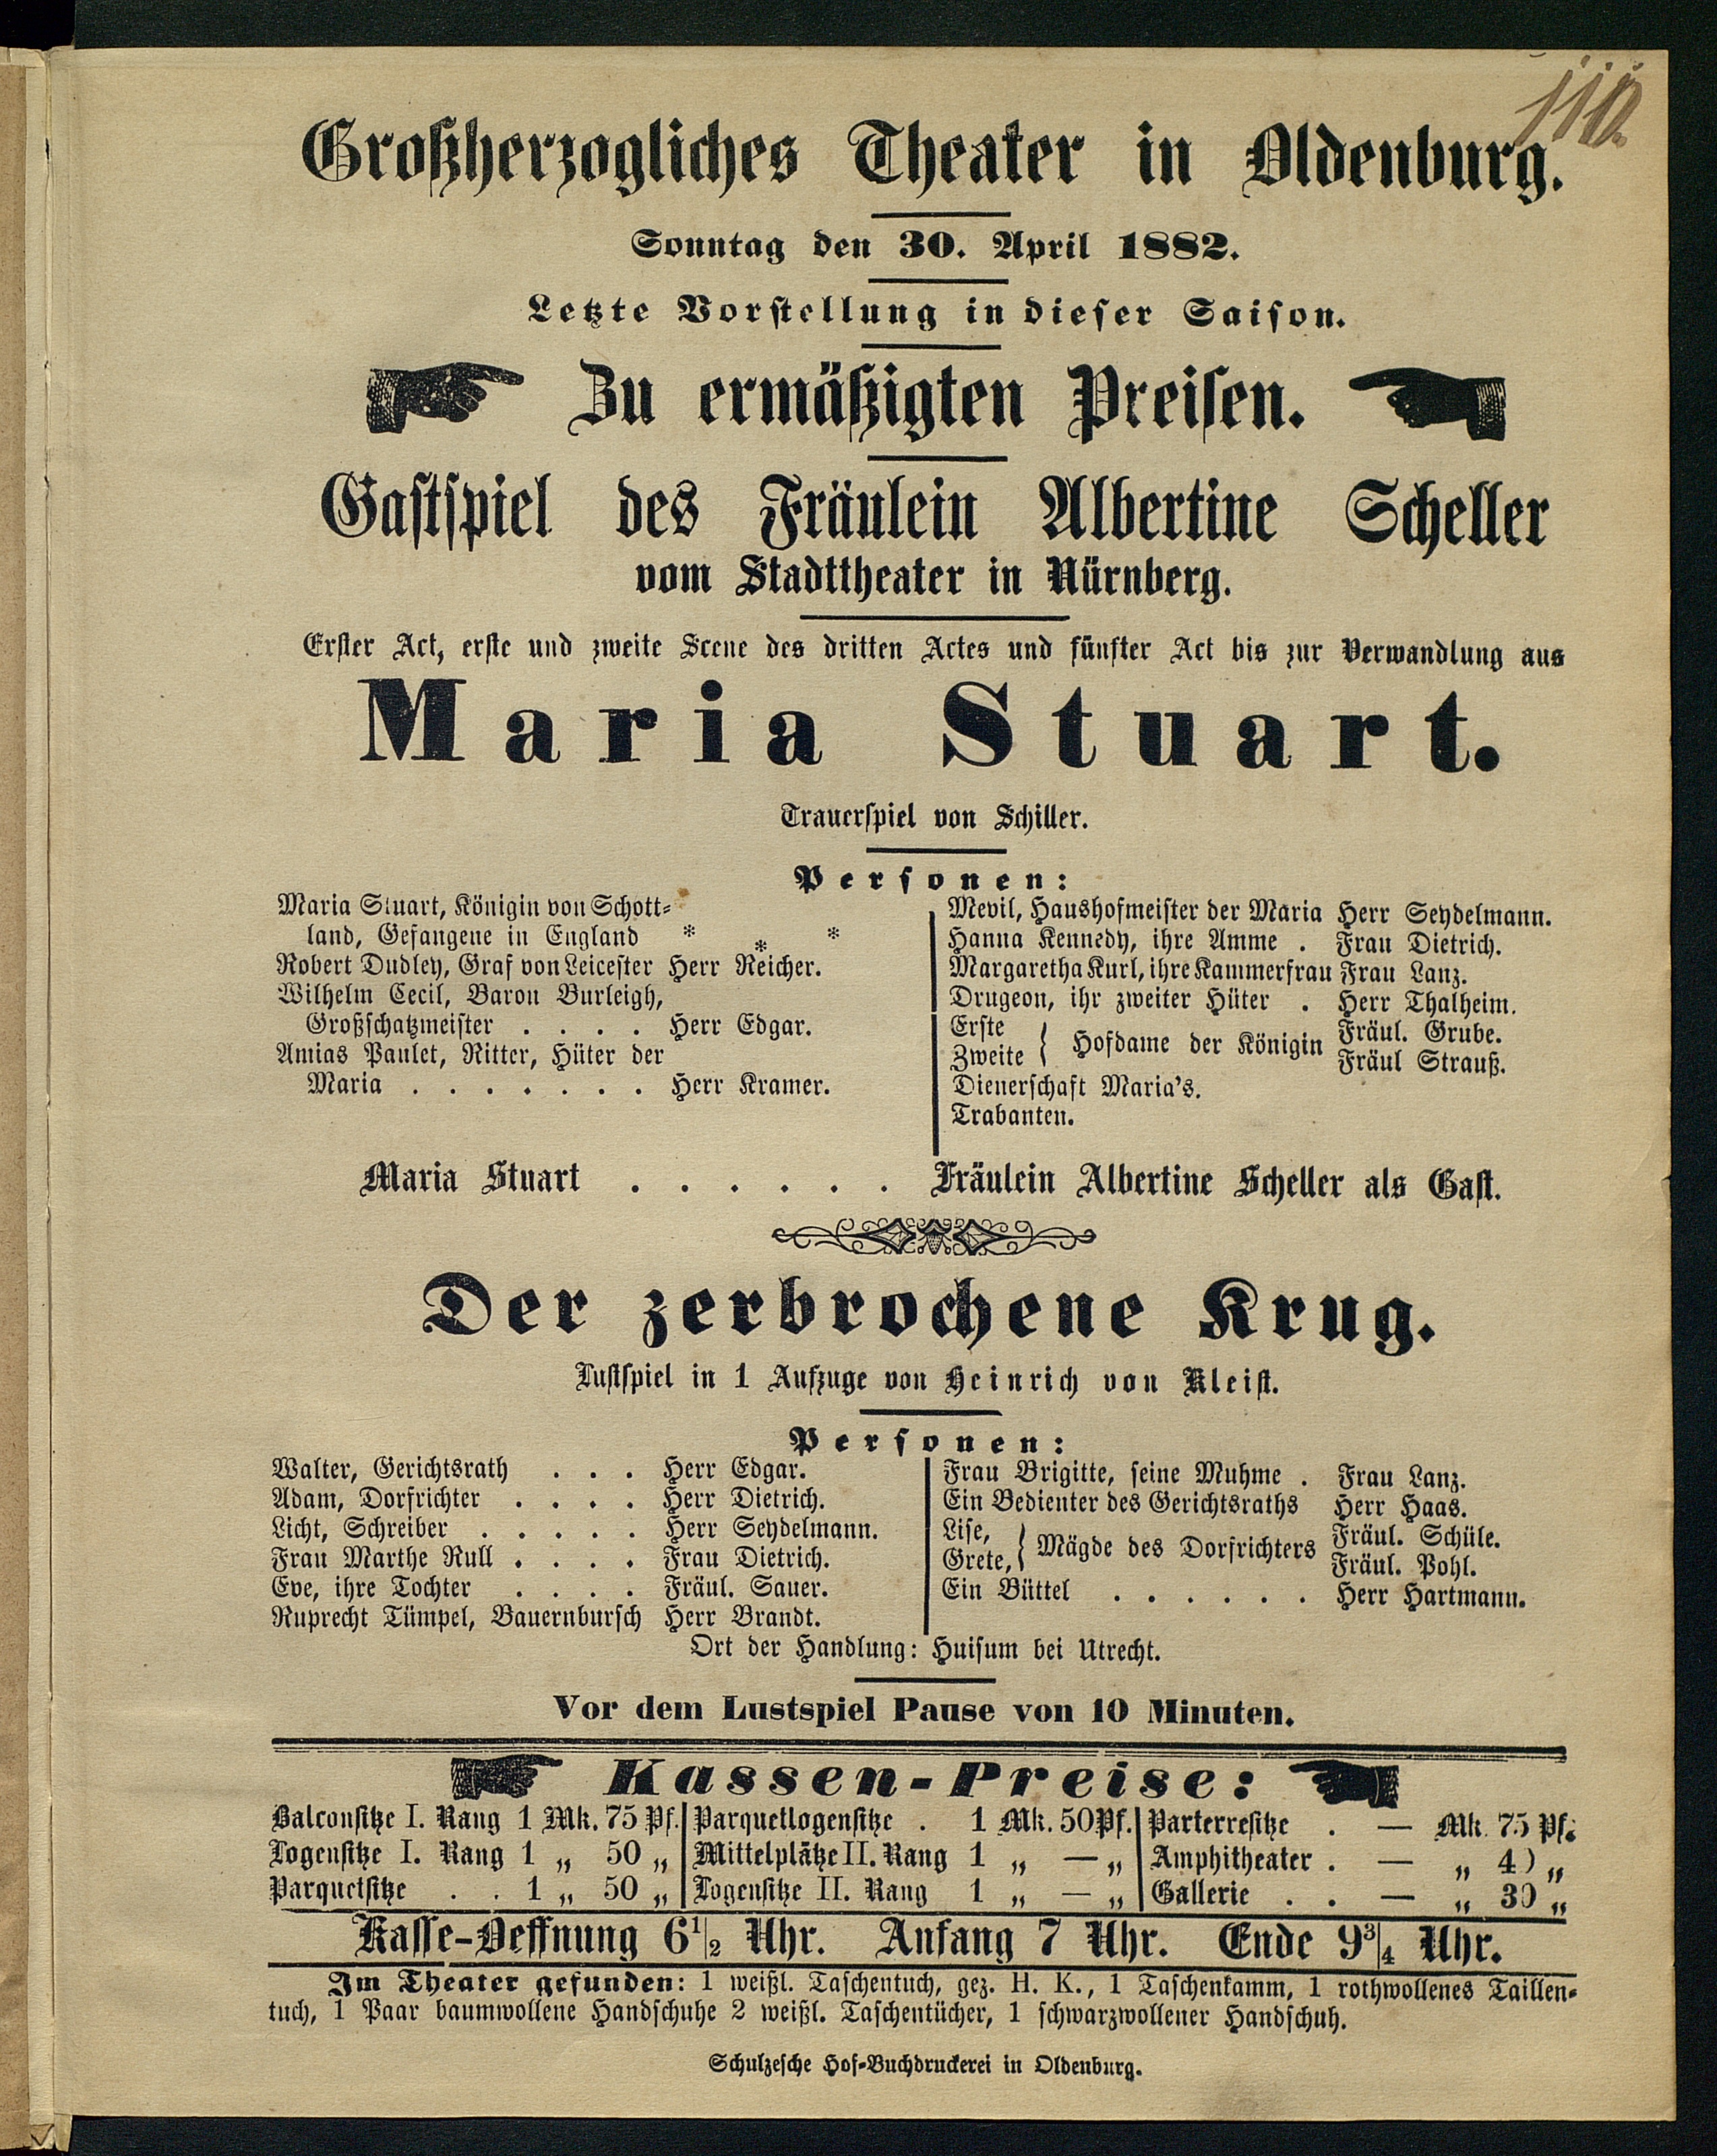 110.
Großherzogliches Theater in Oldenburg.
Sonntag den 30. April 1882.
Letzte Vorstellung in dieser Saison.
Zu ermäßigten Preisen.
Gastspiel des Fräulein Albertine Scheller
vom Stadttheater in Nürnberg.
Erster Act, erste und zweite Scene des dritten Actes und fünfter Act bis zur Verwandlung aus
Maria Stuart.
Trauerspiel von Schiller.
Personen:
Maria Stuart, Königin von Schott-
land, Gefangene in England * * *
Robert Dudley, Graf von Leicester Herr Reicher.
Wilhelm Cecil, Baron Burleigh,
Großschatzmeister . . . . Herr Edgar.
Amias Paulet, Ritter, Hüter der
Maria . . . . . . . Herr Kramer.
Mevil, Haushofmeister der Maria Herr Seydelmann.
Hanna Kennedy, ihre Amme . Frau Dietrich.
Margaretha Kurl, ihre Kammerfrau Frau Lanz.
Drugeon, ihr zweiter Hüter . Herr Thalheim.
Erste } Hofdame der Königin Fräul. Grube.
Zweite } Fräul Strauß.
Dienerschaft Maria's.
Trabanten.
Maria Stuart . . . . . . Fräulein Albertine Scheller als Gast.
Der zerbrochene Krug.
Lustspiel in 1 Aufzuge von Heinrich von Kleist.
Personen:
Walter, Gerichtsrath . . . Herr Edgar.
Adam, Dorfrichter . . . . Herr Dietrich.
Licht, Schreiber . . . . . Herr Seydelmann.
Frau Marthe Rull . . . . Frau Dietrich.
Eve, ihre Tochter . . . . Fräul. Sauer.
Ruprecht Tümpel, Bauernbursch Herr Brandt.
Frau Brigitte, seine Muhme . Frau Lanz.
Ein Bedienter des Gerichtsraths Herr Haas.
Lise, } Mägde des Dorfrichters Fräul. Schüle.
Grete, } Fräul. Pohl.
Ein Büttel . . . . . . Herr Hartmann.
Ort der Handlung: Huisum bei Utrecht.
Vor dem Lustspiel Pause von 10 Minuten.
Kassen-Preise:
Balconsitze I. Rang 1 Mk. 75 Pf. Parquetlogensitze . 1 Mk. 50 Pf. Parterresitze . — Mk. 75 Pf.
Logensitze I. Rang 1 „ 50 „ Mittelplätze II. Rang 1 „ — „ Amphitheater . — „ 40 „
Parquetsitze . . 1 „ 50 „ Logensitze II. Rang 1 „ — „ Gallerie . . — „ 30 „
Kasse-Oeffnung 6 1/2 Uhr. Anfang 7 Uhr. Ende 9 3/4 Uhr.
Im Theater gefunden: 1 weißl. Taschentuch, gez. H. K., 1 Taschenkamm, 1 rothwollenes Taillen-
tuch, 1 Paar baumwollene Handschuhe 2 weißl. Taschentücher, 1 schwarzwollener Handschuh.
Schulzesche Hof-Buchdruckerei in Oldenburg.